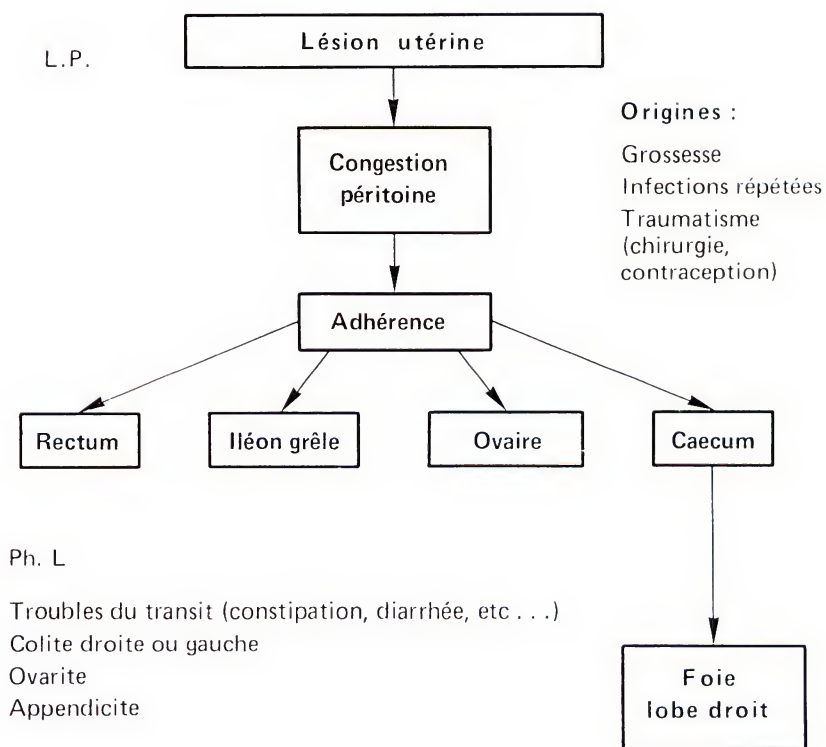 Lésion utérine
L.P.
Origines :
Congestion
péritoine
Grossesse
Infections répétées
Traumatisme
(chirurgie,
contraception)
Adhérence
Rectum
Iléon grêle
Ovaire
Caecum
Ph. L
Troubles du transit (constipation, diarrhée, etc . . .)
Colite droite ou gauche
Ovarite
Appendicite
Foie
lobe droit